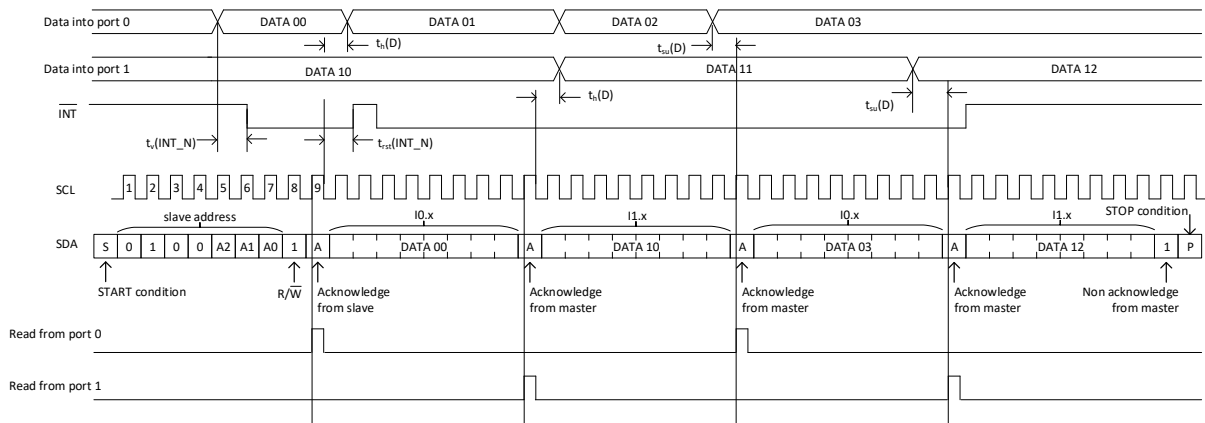 Data into port 0
DATA 00
DATA 01
DATA 02
DATA 03
th(D)
tsu(D)
Data into port 1
DATA 10
DATA 11
DATA 12
th(D)
tsu(D)
INT
tv(INT_N)
trst(INT_N)
SCL
1 2 3 4 5 6 7 8 9
slave address
I0.x
I1.x
I0.x
I1.x
STOP condition
SDA
S 0 1 0 0 A2 A1 A0 1 A DATA 00 A DATA 10 A DATA 03 A DATA 12 1 P
START condition
R/W
Acknowledge
from slave
Acknowledge
from master
Acknowledge
from master
Acknowledge
from master
Non acknowledge
from master
Read from port 0
Read from port 1